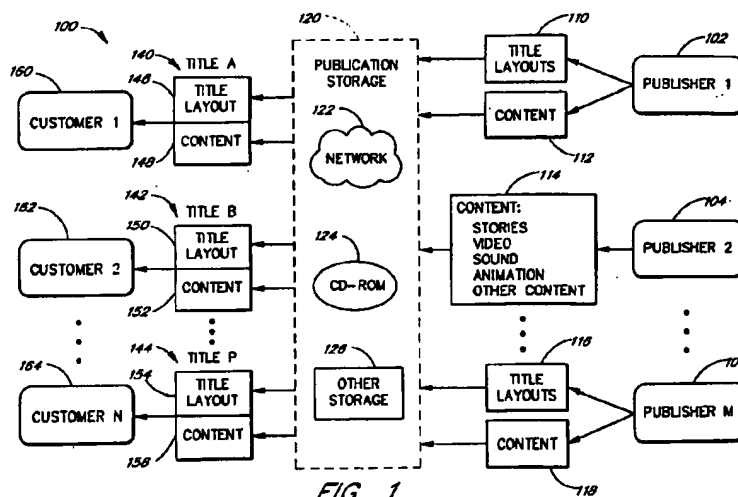 100
160
CUSTOMER 1
140
TITLE A
146
TITLE
LAYOUT
CONTENT
148
120
PUBLICATION
STORAGE
122
NETWORK
110
TITLE
LAYOUTS
CONTENT
112
102
PUBLISHER 1
162
CUSTOMER 2
142
TITLE B
150
TITLE
LAYOUT
CONTENT
152
124
CD-ROM
114
CONTENT:
STORIES
VIDEO
SOUND
ANIMATION
OTHER CONTENT
104
PUBLISHER 2
164
CUSTOMER N
144
TITLE P
154
TITLE
LAYOUT
CONTENT
156
126
OTHER
STORAGE
116
TITLE
LAYOUTS
CONTENT
118
PUBLISHER M
FIG. 1